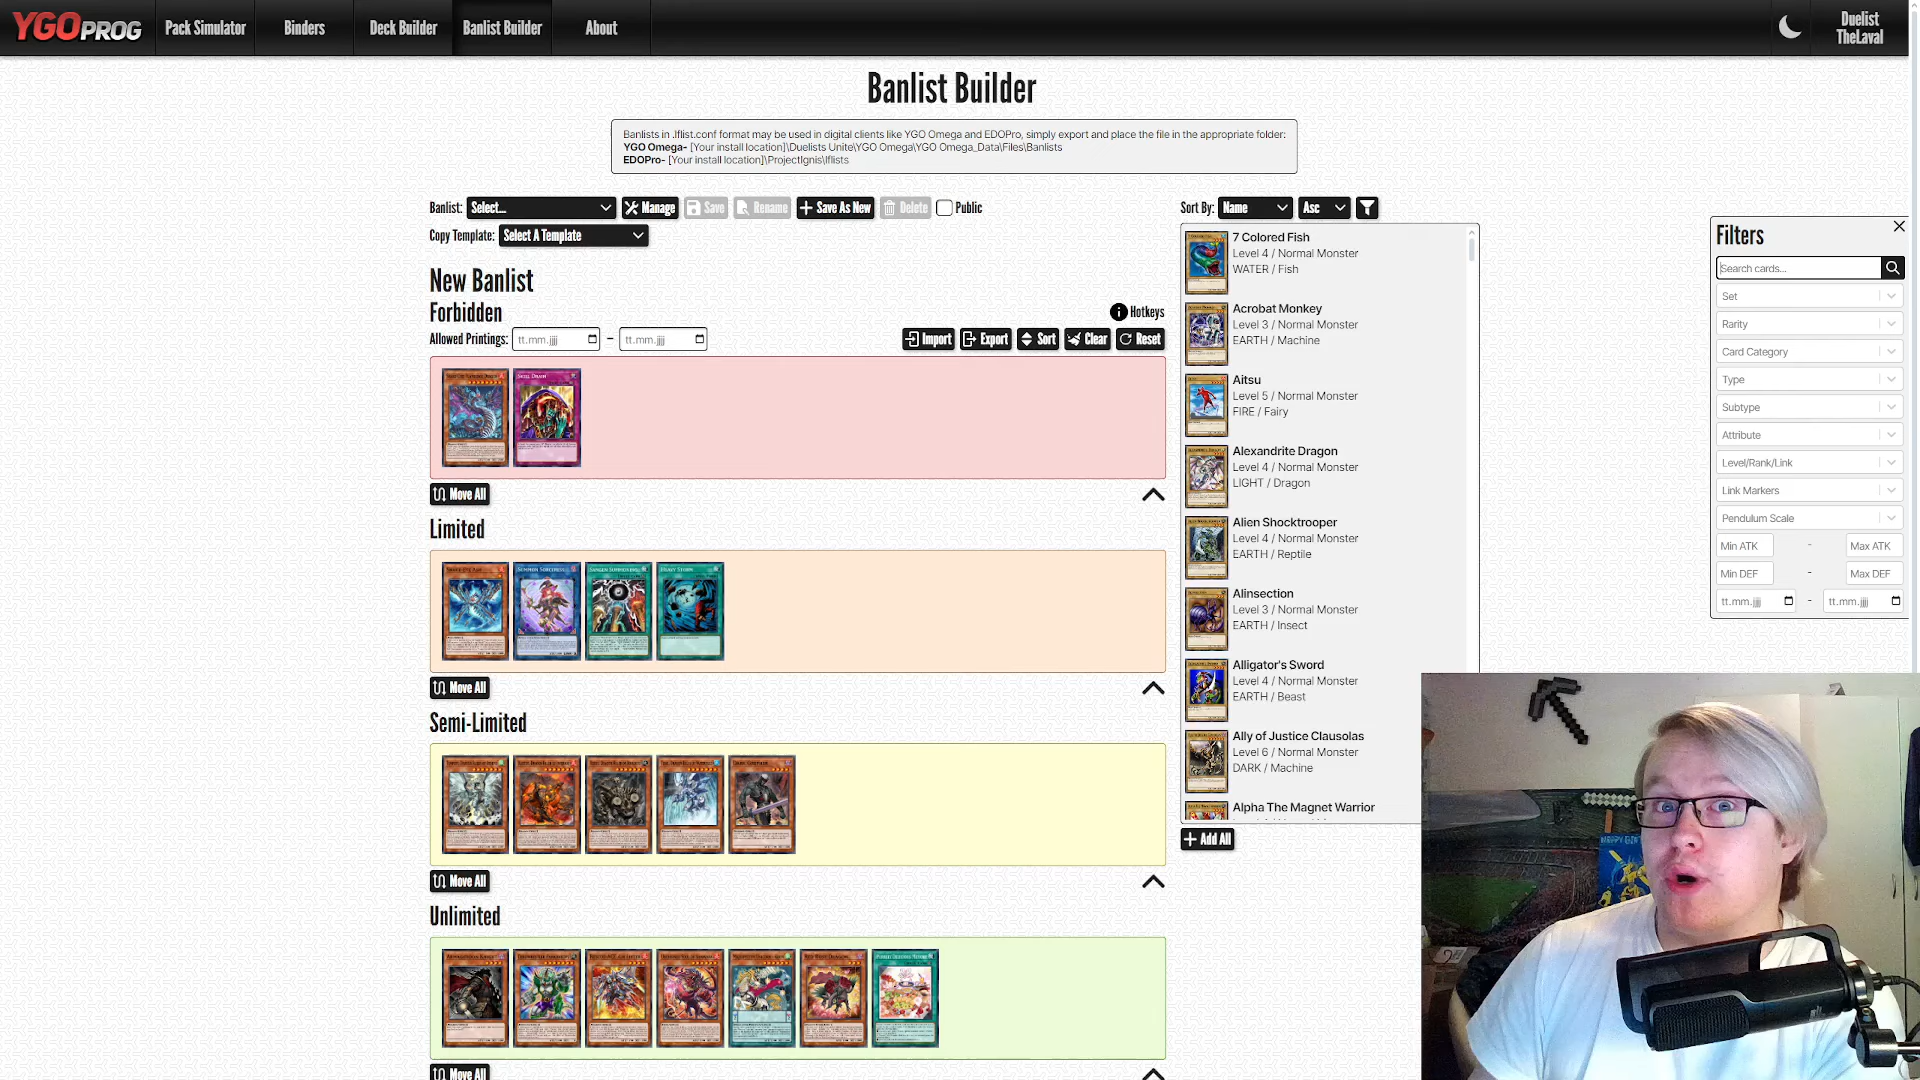 YGOPROG
Pack Simulator
Binders
Deck Builder
Banlist Builder
About
Duelist
TheLaval
Banlist Builder
Banlists in .lflist.conf format may be used in digital clients like YGO Omega and EDOPro, simply export and place the file in the appropriate folder:
YGO Omega- [Your install location]\Duelists Unite\YGO Omega\YGO Omega_Data\Files\Banlists
EDOPro- [Your install location]\ProjectIgnis\lflists
Banlist: Select... Manage Save Rename Save As New Delete Public
Copy Template: Select A Template
New Banlist
Forbidden
Hotkeys
Allowed Printings: tt.mm.jjjj – tt.mm.jjjj
Import Export Sort Clear Reset
Skill Drain
Move All
Limited
Summon Sorceress
Sangen Summoning
Heavy Storm
Move All
Semi-Limited
Move All
Unlimited
Move All
Sort By: Name Asc
7 Colored Fish
Level 4 / Normal Monster
WATER / Fish
Acrobat Monkey
Level 3 / Normal Monster
EARTH / Machine
Aitsu
Level 5 / Normal Monster
FIRE / Fairy
Alexandrite Dragon
Level 4 / Normal Monster
LIGHT / Dragon
Alien Shocktrooper
Level 4 / Normal Monster
EARTH / Reptile
Alinsection
Level 3 / Normal Monster
EARTH / Insect
Alligator's Sword
Level 4 / Normal Monster
EARTH / Beast
Ally of Justice Clausolas
Level 6 / Normal Monster
DARK / Machine
Alpha The Magnet Warrior
Add All
Filters
Search cards...
Set
Rarity
Card Category
Type
Subtype
Attribute
Level/Rank/Link
Link Markers
Pendulum Scale
Min ATK - Max ATK
Min DEF - Max DEF
tt.mm.jjjj - tt.mm.jjjj